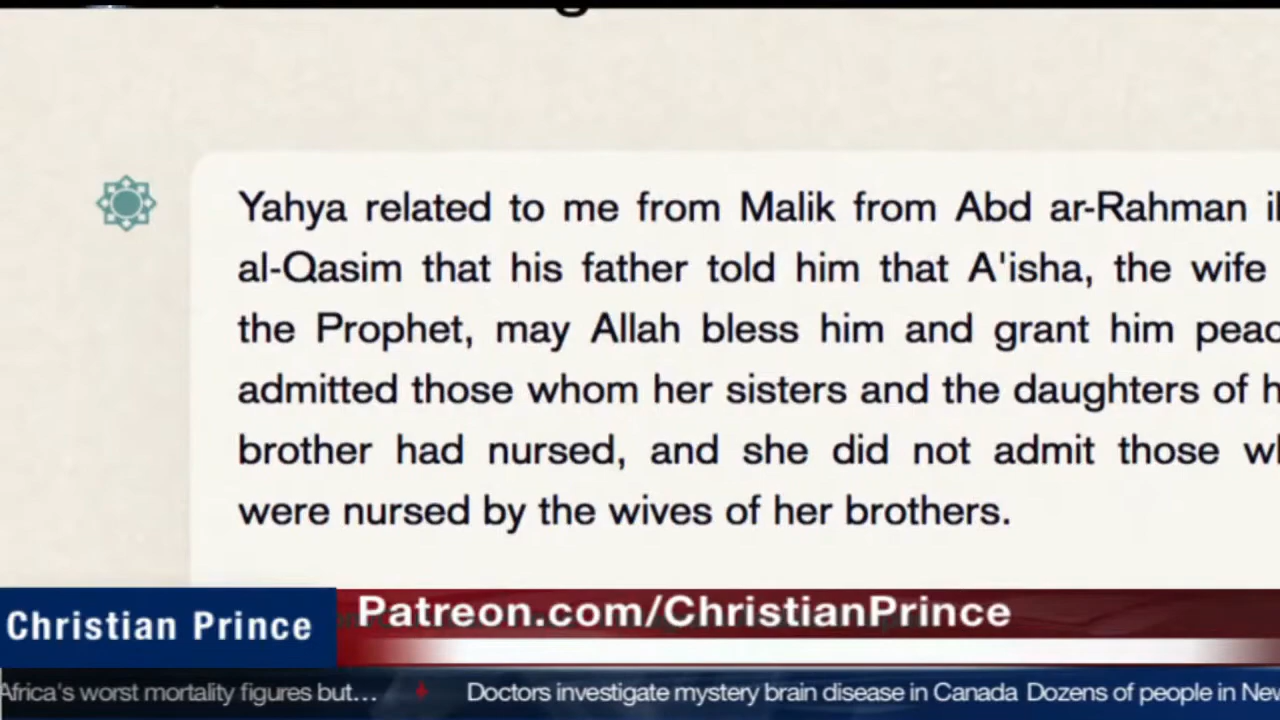 Yahya related to me from Malik from Abd ar-Rahman
al-Qasim that his father told him that A'isha, the wife
the Prophet, may Allah bless him and grant him
admitted those whom her sisters and the daughters of
brother had nursed, and she did not admit those
were nursed by the wives of her brothers.
Christian Prince
Patreon.com/ChristianPrince
Africa's worst mortality figures but...
Doctors investigate mystery brain disease in Canada Dozens of people in